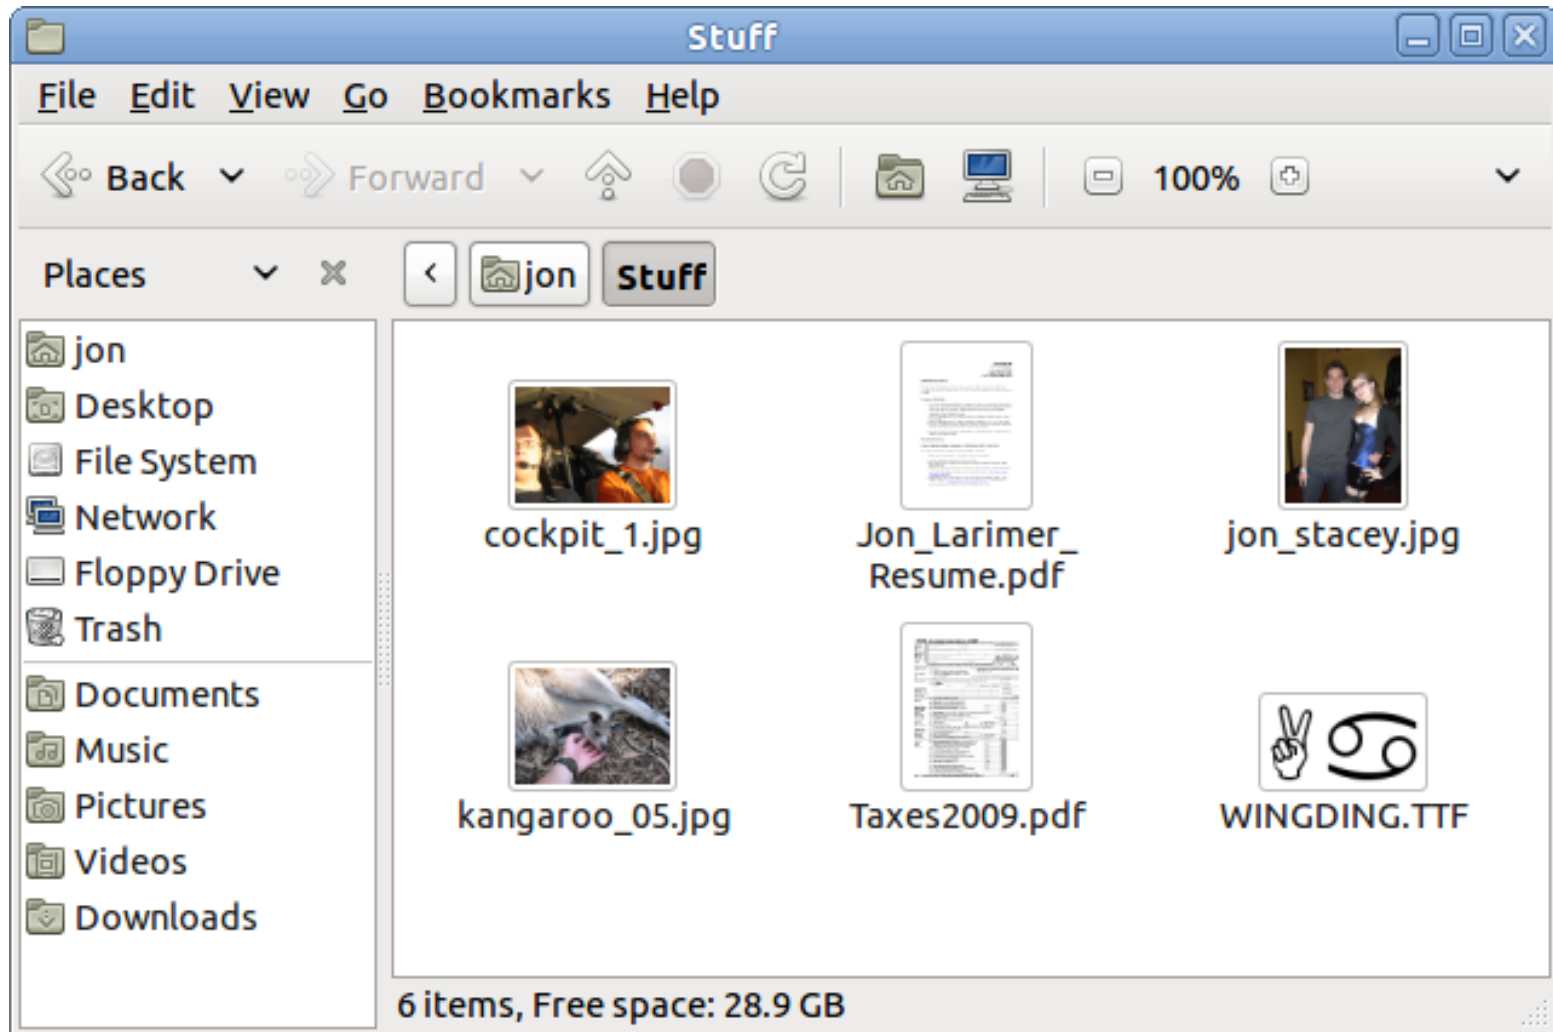 Stuff
File Edit View Go Bookmarks Help
Back Forward 100%
Places jon Stuff
jon
Desktop
File System
Network
Floppy Drive
Trash
Documents
Music
Pictures
Videos
Downloads
cockpit_1.jpg
Jon_Larimer_
Resume.pdf
jon_stacey.jpg
kangaroo_05.jpg
Taxes2009.pdf
WINGDING.TTF
6 items, Free space: 28.9 GB